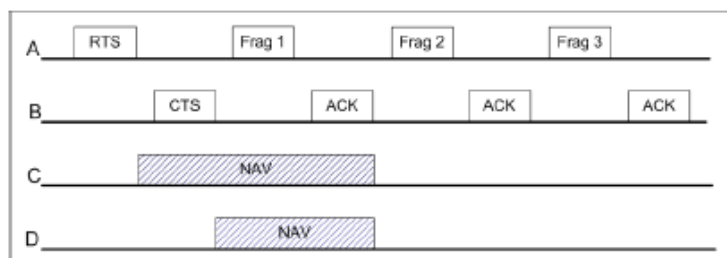 A RTS Frag 1 Frag 2 Frag 3
B CTS ACK ACK ACK
C NAV
D NAV